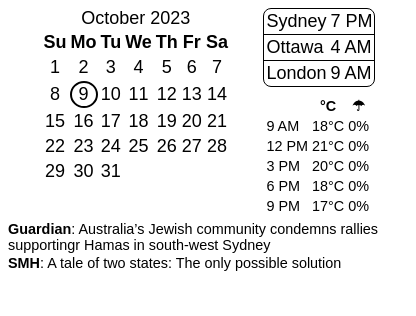 October 2023
Su Mo Tu We Th Fr Sa
1 2 3 4 5 6 7
8 9 10 11 12 13 14
15 16 17 18 19 20 21
22 23 24 25 26 27 28
29 30 31
Sydney 7 PM
Ottawa 4 AM
London 9 AM
°C ☂
9 AM 18°C 0%
12 PM 21°C 0%
3 PM 20°C 0%
6 PM 18°C 0%
9 PM 17°C 0%
Guardian: Australia's Jewish community condemns rallies
supportingr Hamas in south-west Sydney
SMH: A tale of two states: The only possible solution